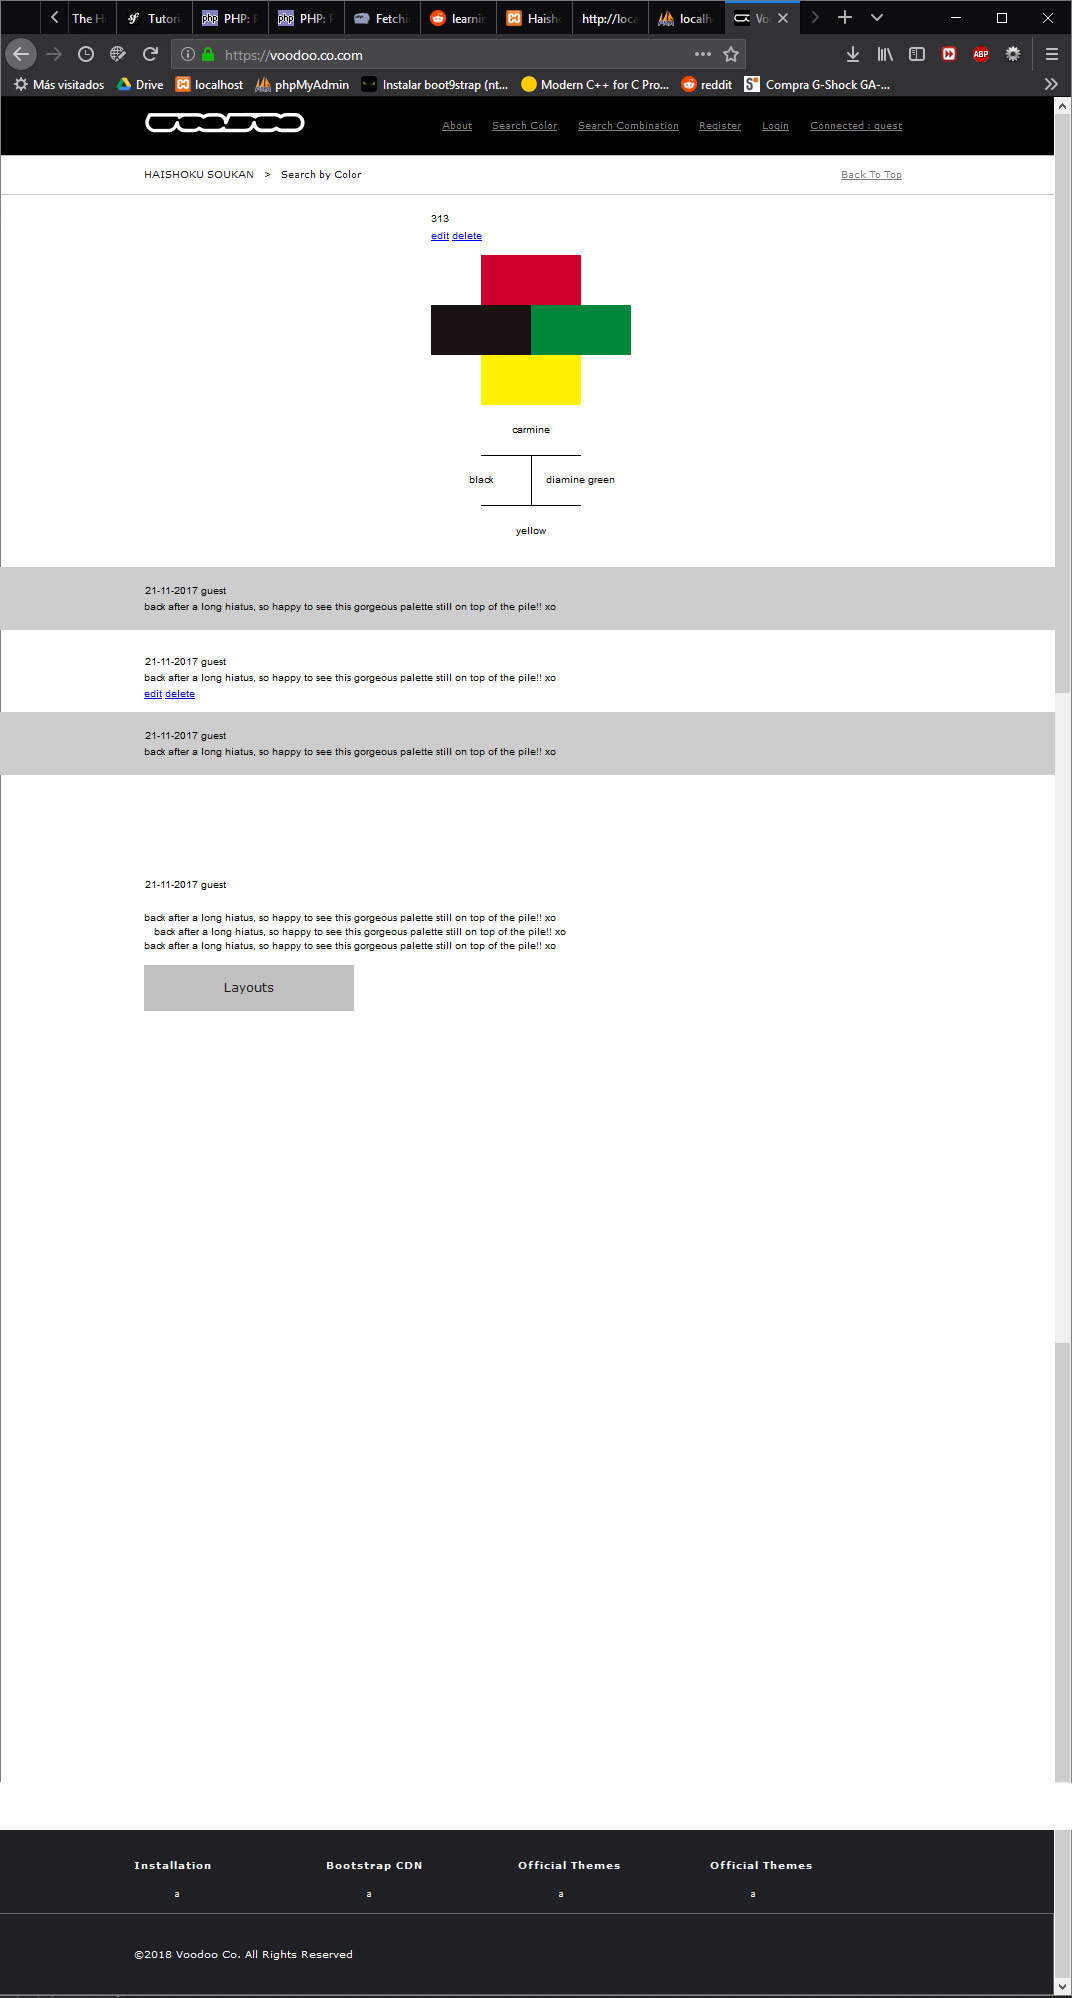 The Hi
Tutori
php PHP: F
php PHP: F
Fetchi
learnin
Haish
http://loca
localh
Vo
https://voodoo.co.com
ABP
Más visitados
Drive
localhost
phpMyAdmin
Instalar boot9strap (nt...
Modern C++ for C Pro...
reddit
Compra G-Shock GA-...
VOODOO
About
Search Color
Search Combination
Register
Login
Connected : guest
HAISHOKU SOUKAN > Search by Color
Back To Top
313
edit delete
carmine
black
diamine green
yellow
21-11-2017 guest
back after a long hiatus, so happy to see this gorgeous palette still on top of the pile!! xo
21-11-2017 guest
back after a long hiatus, so happy to see this gorgeous palette still on top of the pile!! xo
edit delete
21-11-2017 guest
back after a long hiatus, so happy to see this gorgeous palette still on top of the pile!! xo
21-11-2017 guest
back after a long hiatus, so happy to see this gorgeous palette still on top of the pile!! xo
back after a long hiatus, so happy to see this gorgeous palette still on top of the pile!! xo
back after a long hiatus, so happy to see this gorgeous palette still on top of the pile!! xo
Layouts
Installation
Bootstrap CDN
Official Themes
Official Themes
a
a
a
a
©2018 Voodoo Co. All Rights Reserved